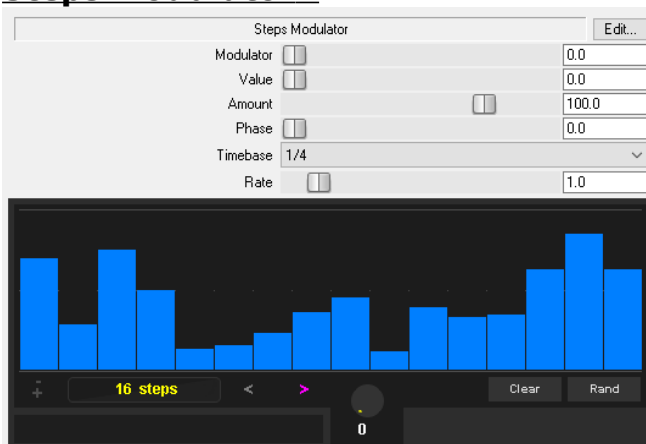 Steps Modulator
Edit...
Modulator 0.0
Value 0.0
Amount 100.0
Phase 0.0
Timebase 1/4
Rate 1.0
- + 16 steps < > Clear Rand
0